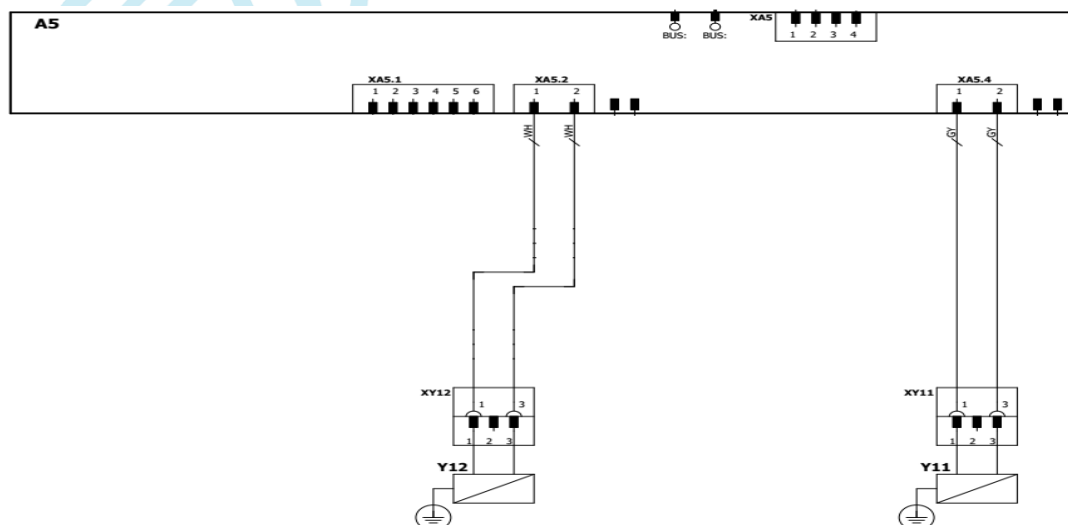 A5
BUS: BUS:
XA5
1 2 3 4
XA5.1
1 2 3 4 5 6
XA5.2
1 2
XA5.4
1 2
WH WH
GY GY
XY12
1 3
1 2 3
Y12
XY11
1 3
1 2 3
Y11